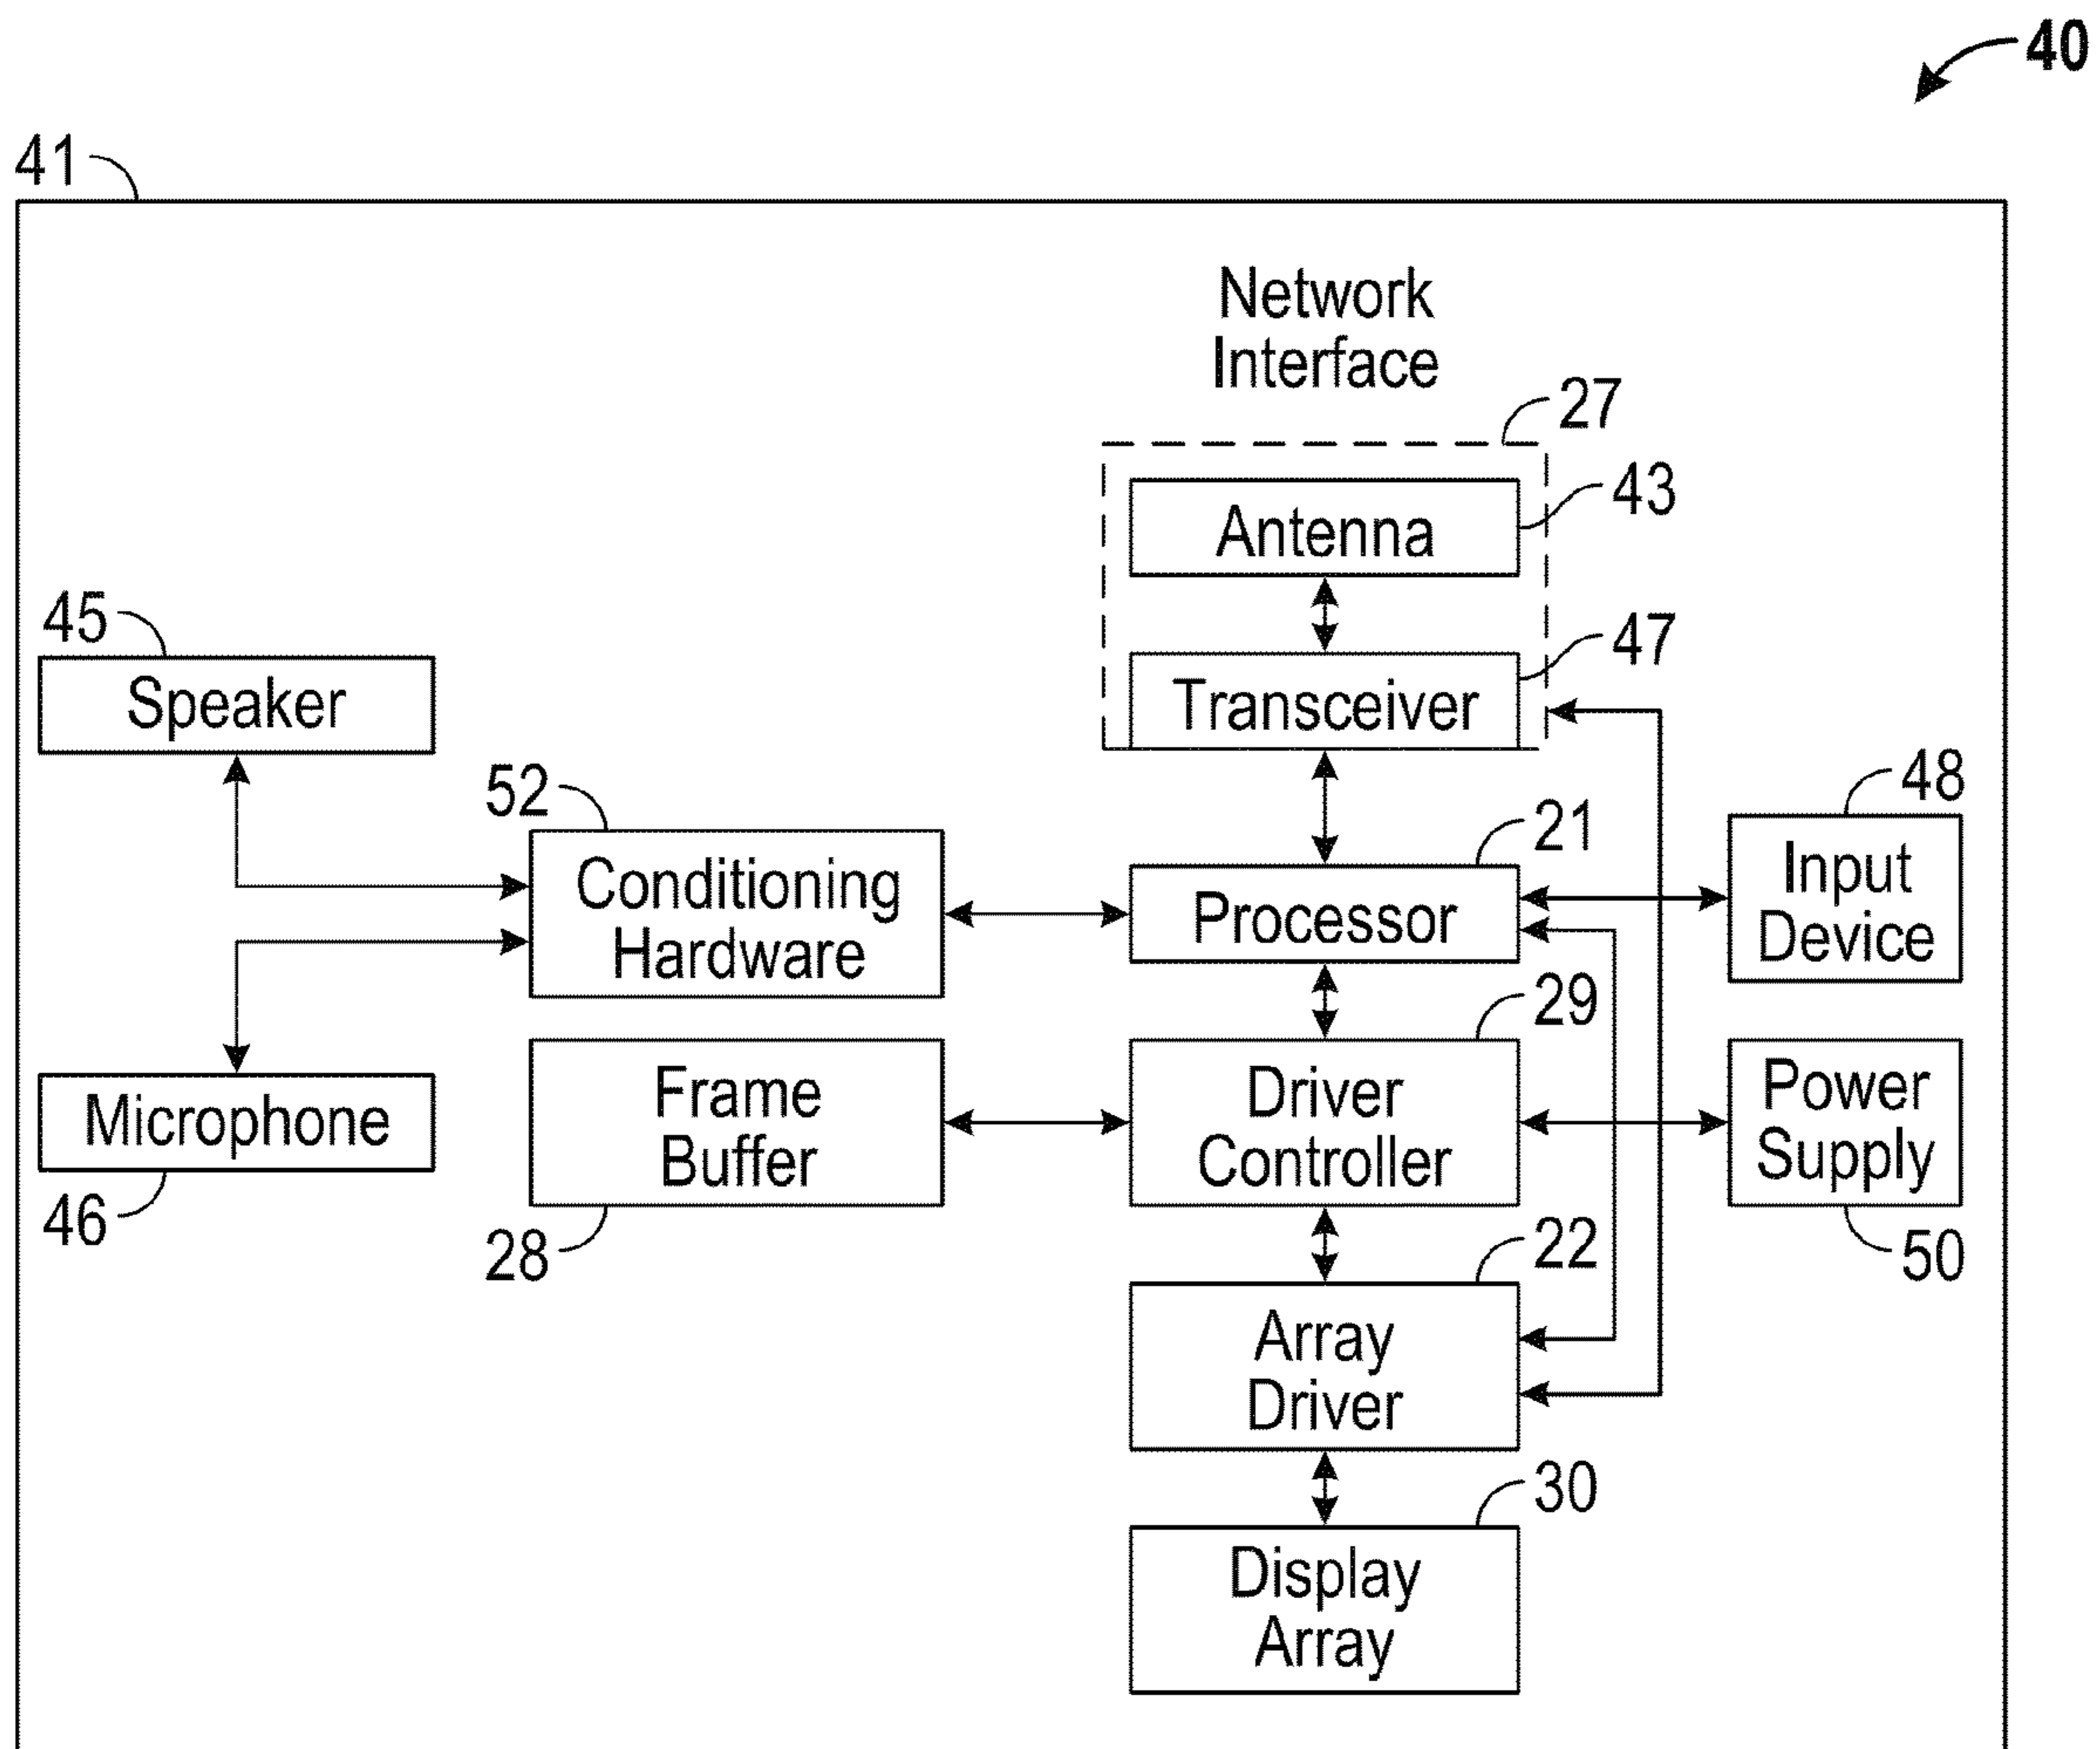 40
41
Network
Interface
27
Antenna
43
45
Speaker
Transceiver
47
52
Conditioning
Hardware
21
Processor
48
Input
Device
29
Microphone
46
Frame
Buffer
28
Driver
Controller
Power
Supply
50
22
Array
Driver
30
Display
Array